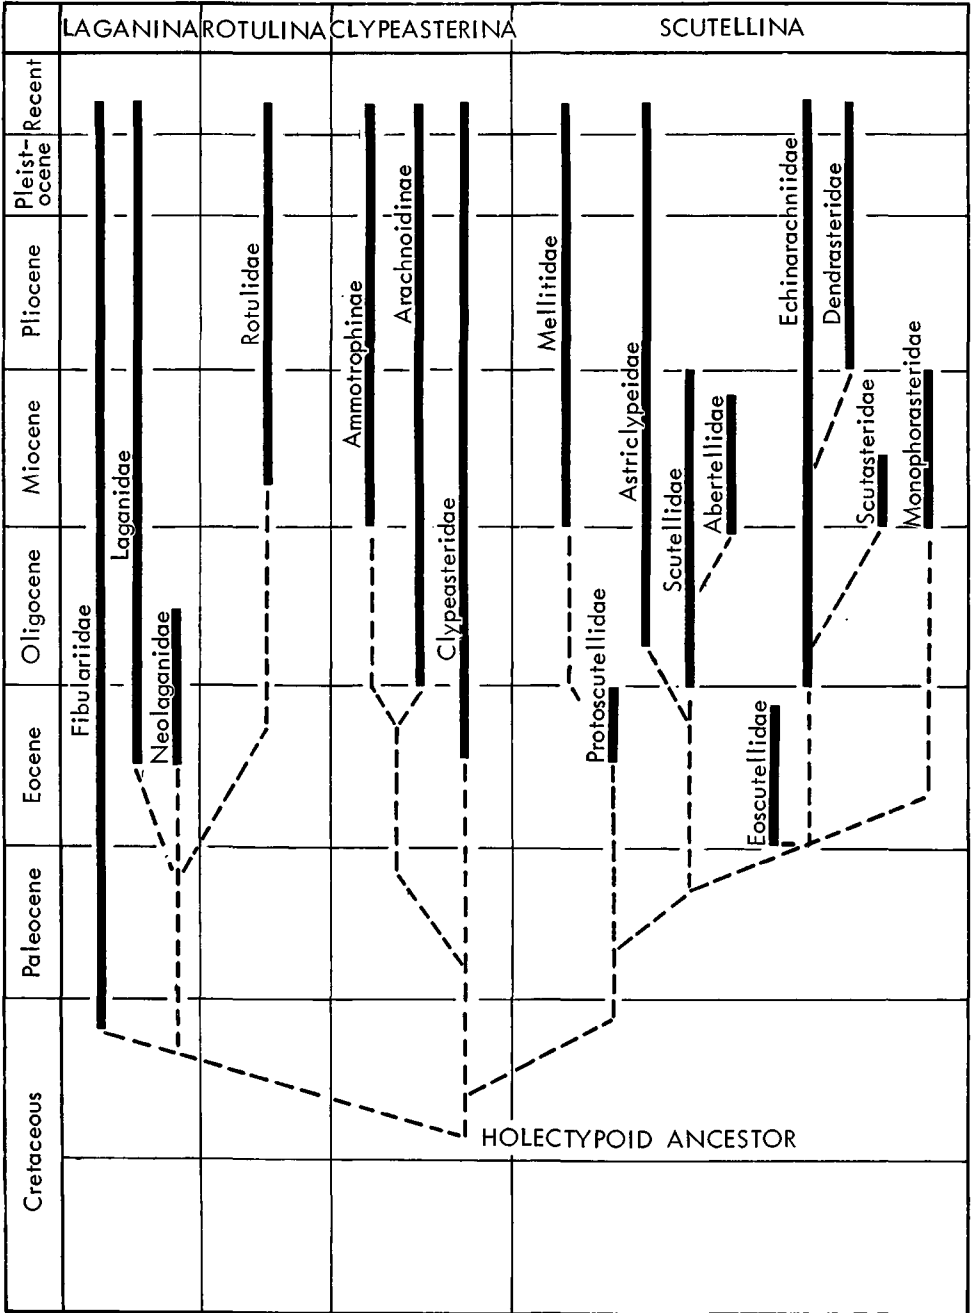 LAGANINA ROTULINA CLYPEASTERINA SCUTELLINA
Recent
Pleist-
ocene
Pliocene
Miocene
Oligocene
Eocene
Paleocene
Cretaceous
Fibulariidae
Laganidae
Neolaganidae
Rotulidae
Ammotrophinae
Arachnoidinae
Clypeasteridae
Mellitidae
Protoscutellidae
Astriclypeidae
Scutellidae
Abertellidae
Eoscutellidae
Echinarachniidae
Dendrasteridae
Scutasteridae
Monophorasteridae
HOLECTYPOID ANCESTOR